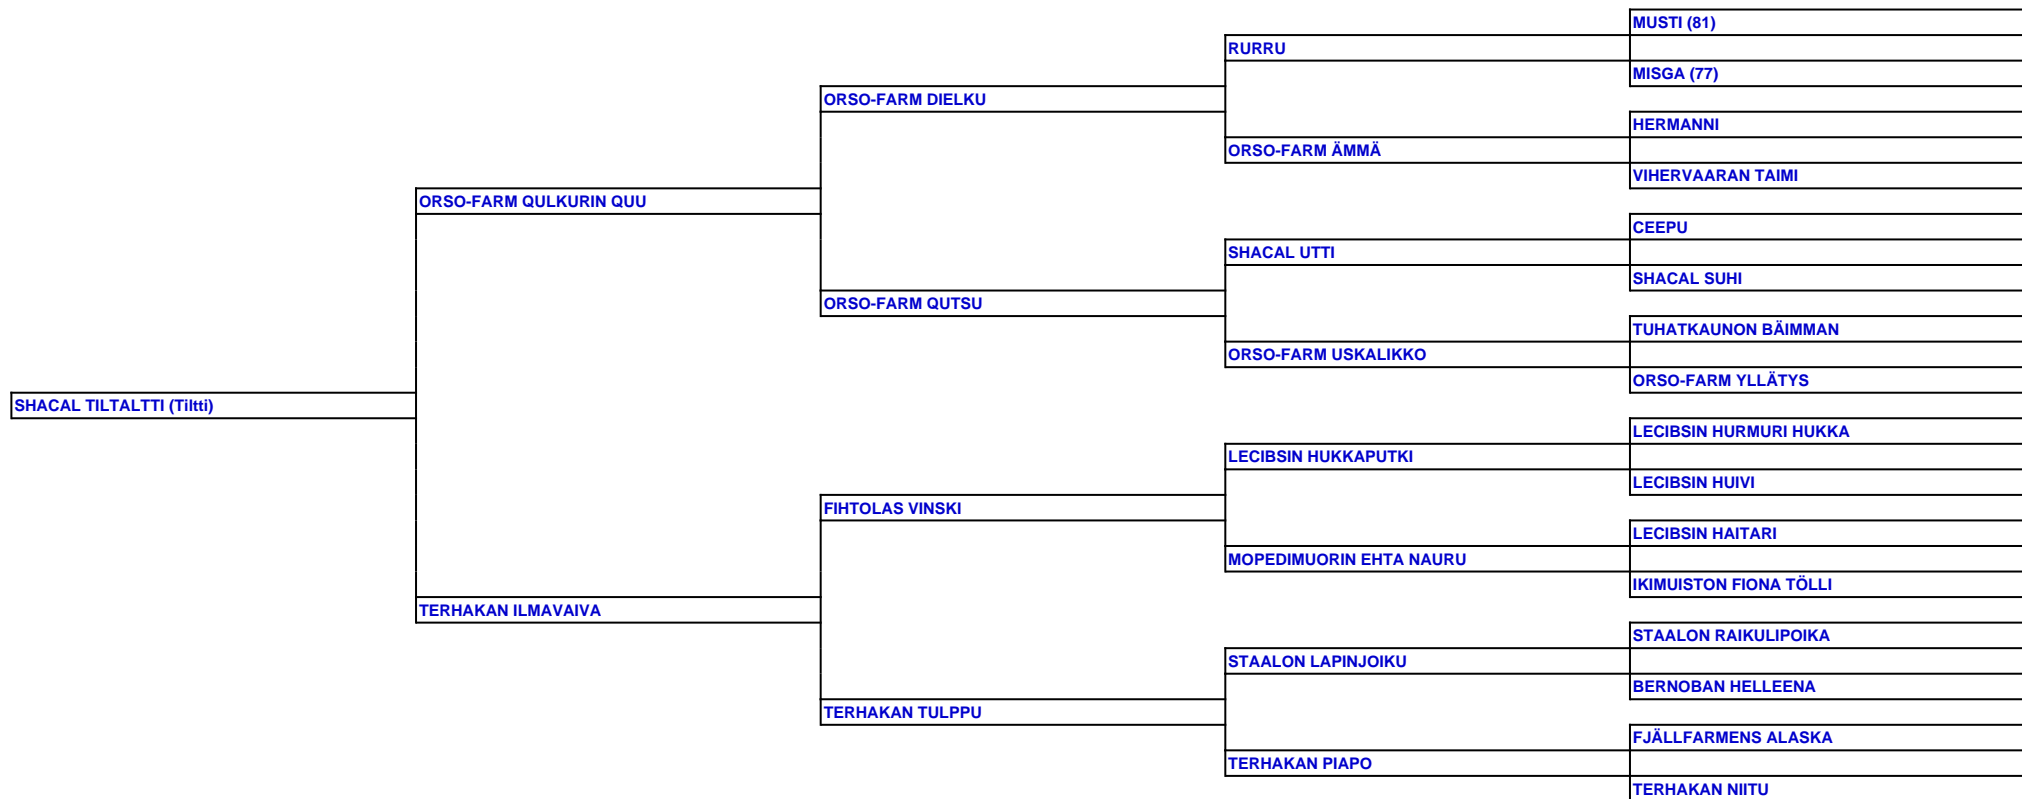 MUSTI (81)
RURRU
MISGA (77)
ORSO-FARM DIELKU
HERMANNI
ORSO-FARM ÄMMÄ
VIHERVAARAN TAIMI
ORSO-FARM QULKURIN QUU
CEEPU
SHACAL UTTI
SHACAL SUHI
ORSO-FARM QUTSU
TUHATKAUNON BÄIMMAN
ORSO-FARM USKALIKKO
ORSO-FARM YLLÄTYS
SHACAL TILTALTTI (Tiltti)
LECIBSIN HURMURI HUKKA
LECIBSIN HUKKAPUTKI
LECIBSIN HUIVI
FIHTOLAS VINSKI
LECIBSIN HAITARI
MOPEDIMUORIN EHTA NAURU
IKIMUISTON FIONA TÖLLI
TERHAKAN ILMAVAIVA
STAALON RAIKULIPOIKA
STAALON LAPINJOIKU
BERNOBAN HELLEENA
TERHAKAN TULPPU
FJÄLLFARMENS ALASKA
TERHAKAN PIAPO
TERHAKAN NIITU